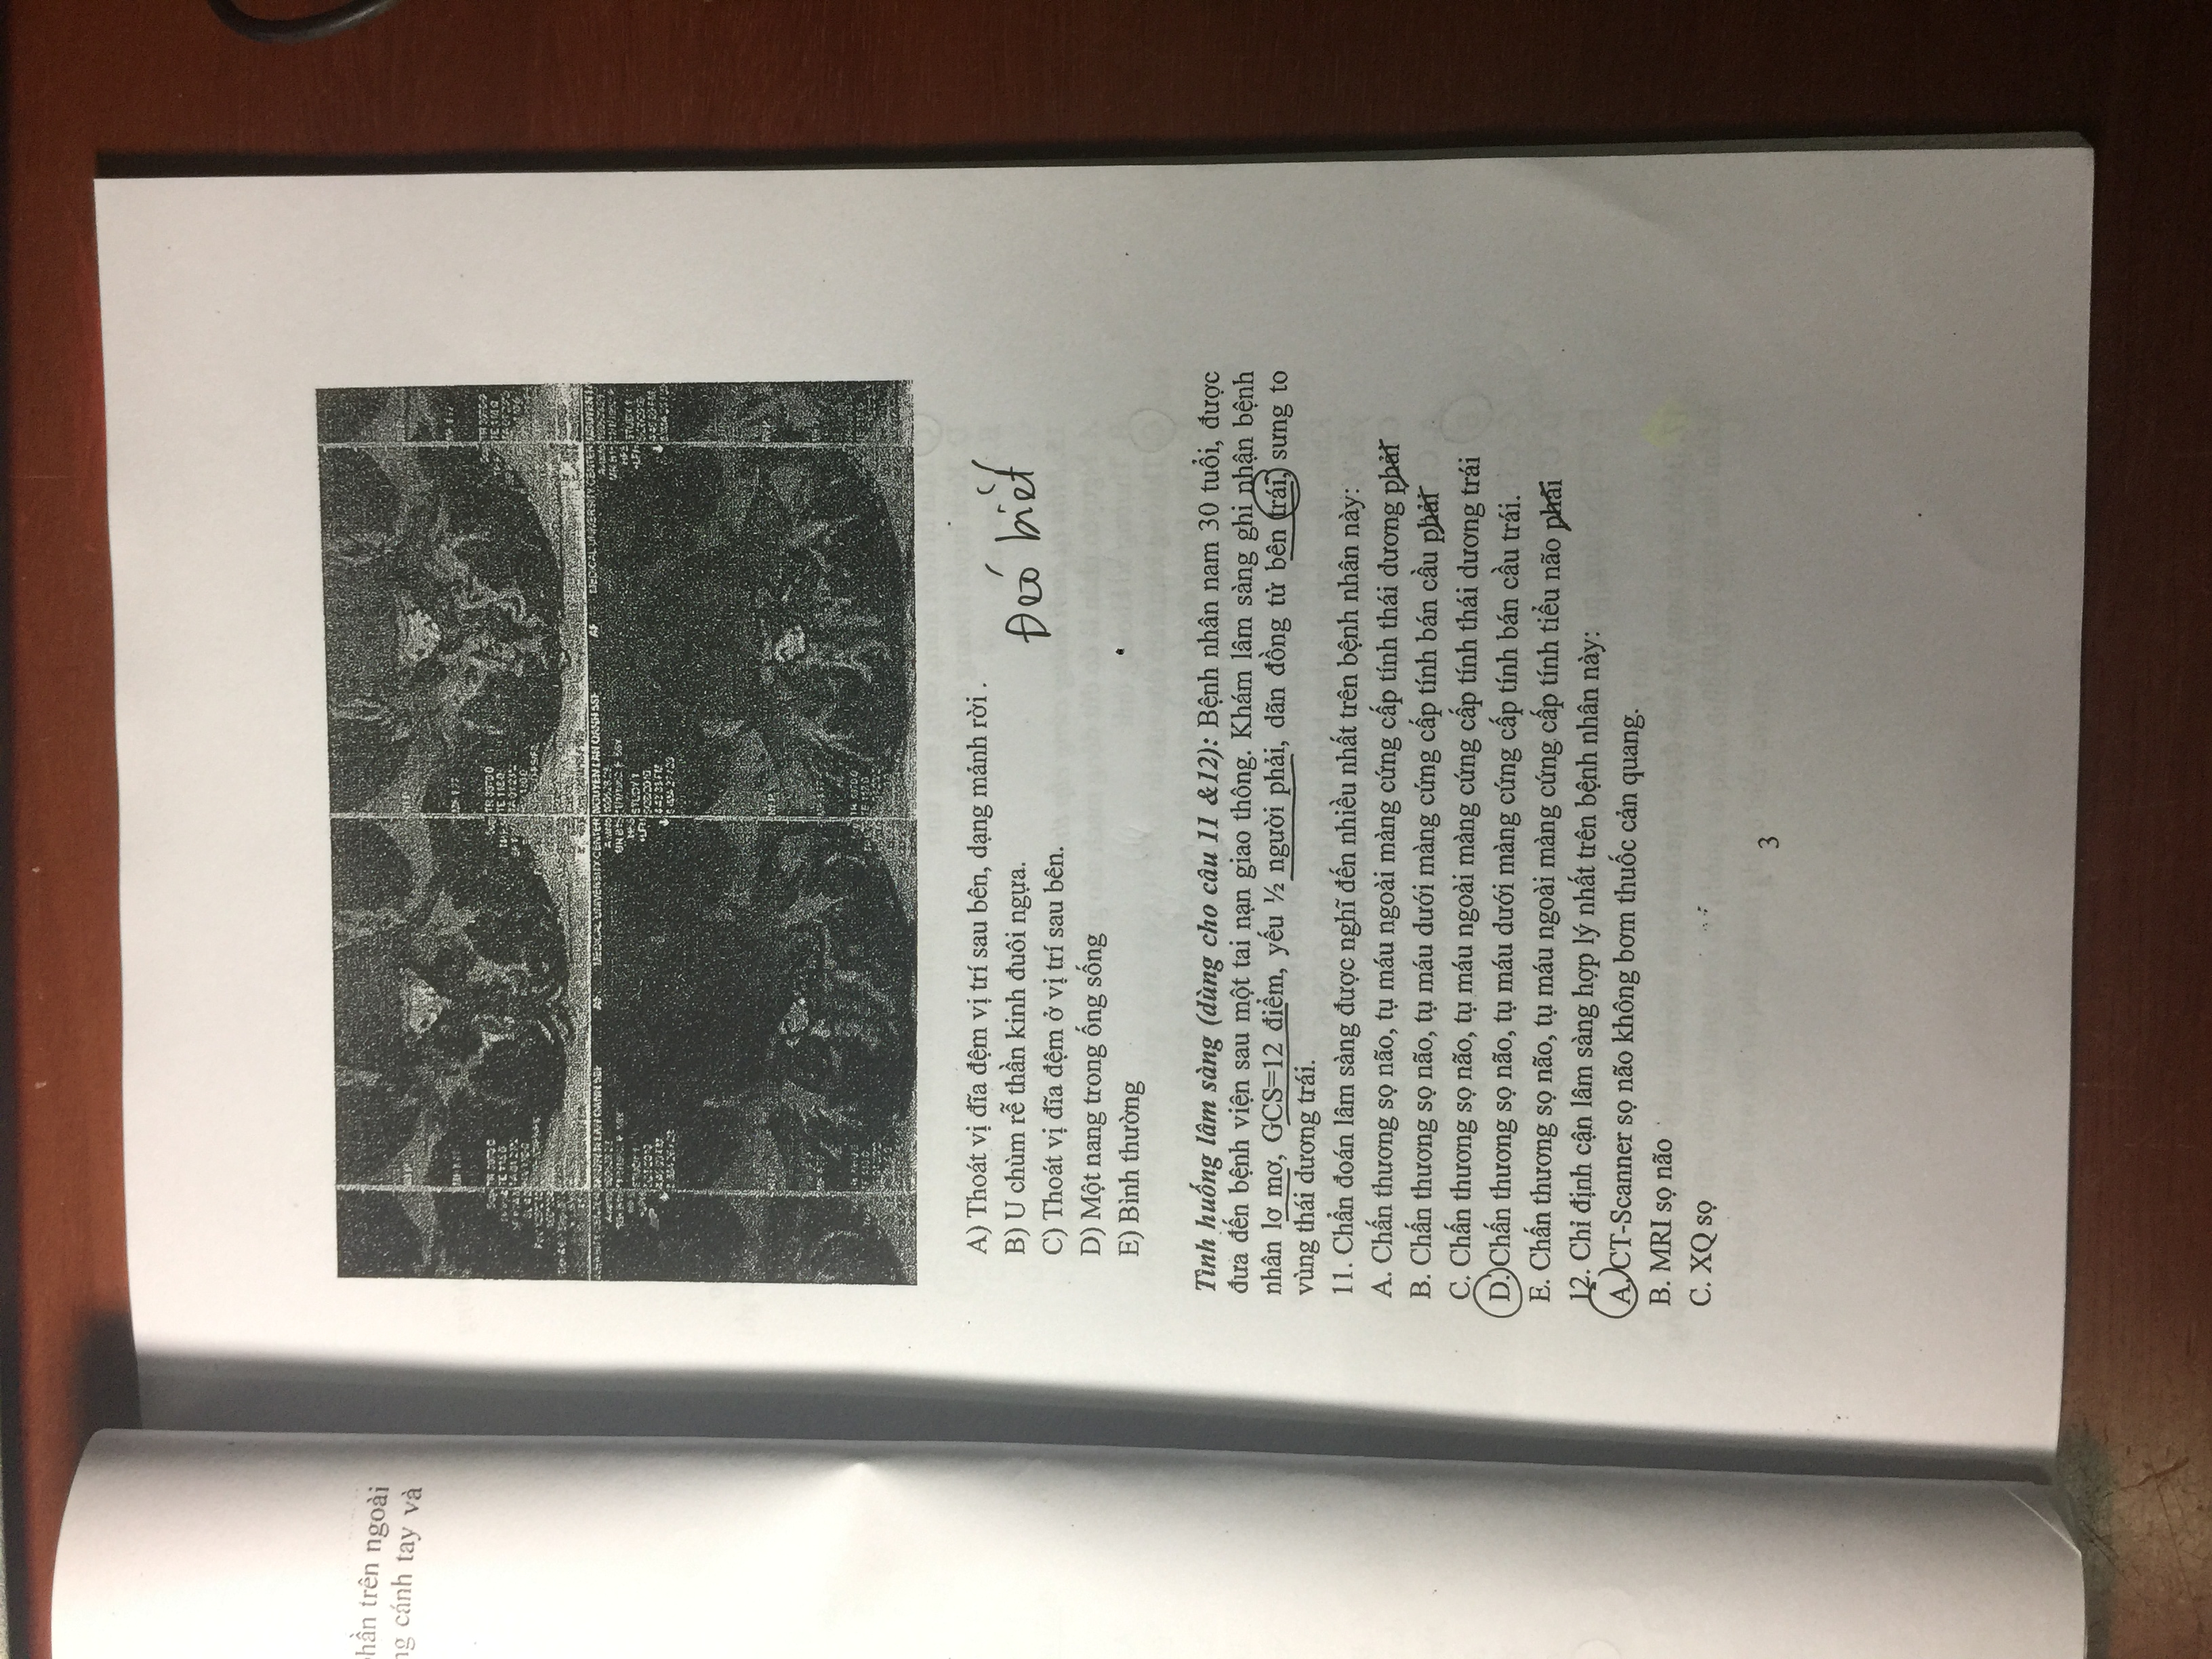 phần trên ngoài
ng cánh tay và
MEDICAL UNIVERSITY CENTER
NGUYEN LAN OANH 58F
STUDY 1
A) Thoát vị đĩa đệm vị trí sau bên, dạng mảnh rời .
B) U chùm rễ thần kinh đuôi ngựa.
C) Thoát vị đĩa đệm ở vị trí sau bên.
D) Một nang trong ống sống
E) Bình thường
Đeó biết
Tình huống lâm sàng (dùng cho câu 11 &12): Bệnh nhân nam 30 tuổi, được
đưa đến bệnh viện sau một tai nạn giao thông. Khám lâm sàng ghi nhận bệnh
nhân lơ mơ, GCS=12 điểm, yếu ½ người phải, dãn đồng tử bên trái, sưng to
vùng thái dương trái.
11. Chẩn đoán lâm sàng được nghĩ đến nhiều nhất trên bệnh nhân này:
A. Chấn thương sọ não, tụ máu ngoài màng cứng cấp tính thái dương phải
B. Chấn thương sọ não, tụ máu dưới màng cứng cấp tính bán cầu phải
C. Chấn thương sọ não, tụ máu ngoài màng cứng cấp tính thái dương trái
D. Chấn thương sọ não, tụ máu dưới màng cứng cấp tính bán cầu trái.
E. Chấn thương sọ não, tụ máu ngoài màng cứng cấp tính tiểu não phải
12. Chỉ định cận lâm sàng hợp lý nhất trên bệnh nhân này:
A. CT-Scanner sọ não không bơm thuốc cản quang.
B. MRI sọ não
C. XQ sọ
3